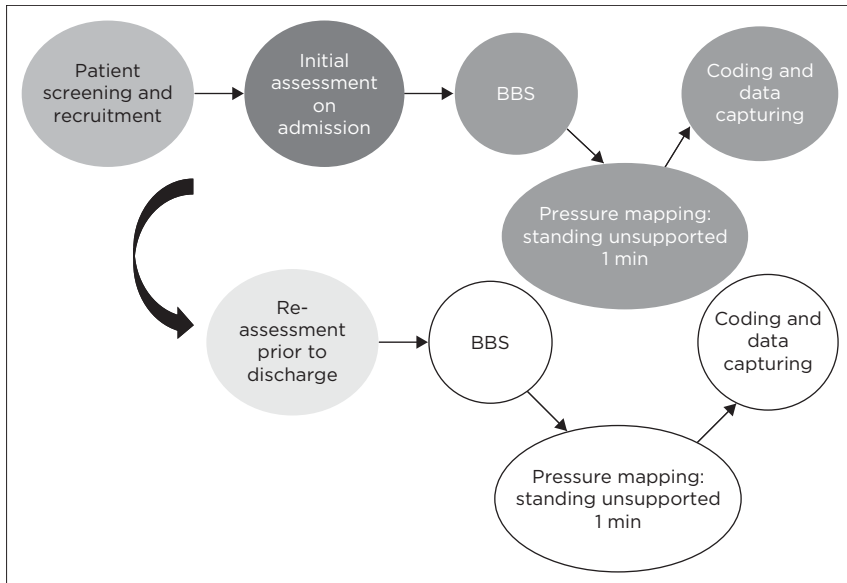 Patient
screening and
recruitment
Initial
assessment
on
admission
BBS
Coding and
data
capturing
Pressure mapping:
standing unsupported
1 min
Re-
assessment
prior to
discharge
BBS
Coding and
data
capturing
Pressure mapping:
standing unsupported
1 min